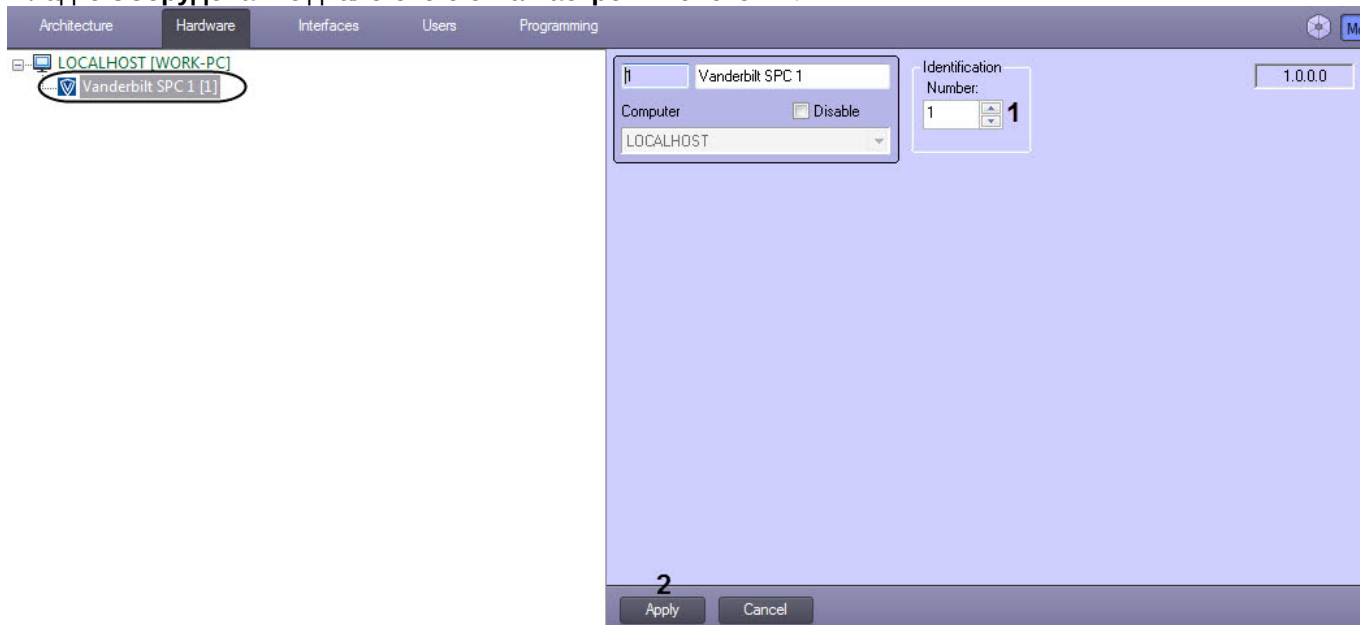 Architecture Hardware Interfaces Users Programming
LOCALHOST [WORK-PC]
Vanderbilt SPC 1 [1]
1 Vanderbilt SPC 1
Computer Disable
LOCALHOST
Identification
Number:
1 1
1.0.0.0
2
Apply Cancel